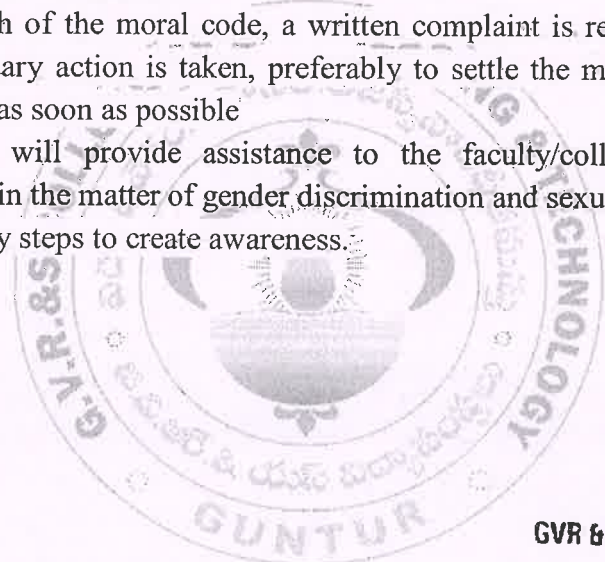 h of the moral code, a written complaint is re
ary action is taken, preferably to settle the m
as soon as possible
will provide assistance to the faculty/coll
in the matter of gender discrimination and sexu
y steps to create awareness.
G.V.R.&S
NG & T
CHNOLOGY
GUNTUR
GVR &